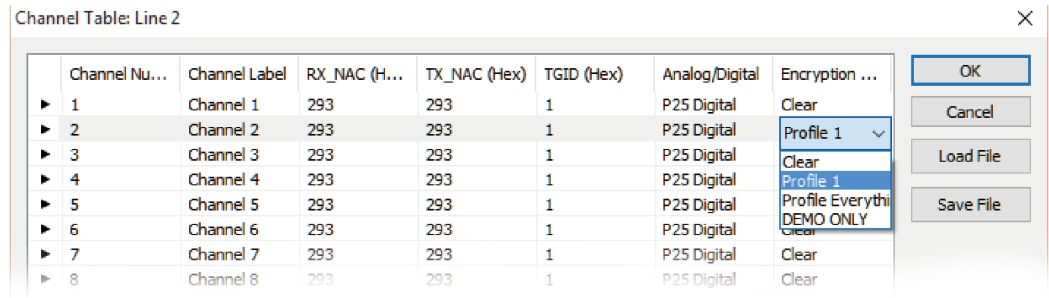 Channel Table: Line 2
Channel Nu... Channel Label RX_NAC (H... TX_NAC (Hex) TGID (Hex) Analog/Digital Encryption ...
1 Channel 1 293 293 1 P25 Digital Clear
2 Channel 2 293 293 1 P25 Digital Profile 1
3 Channel 3 293 293 1 P25 Digital
4 Channel 4 293 293 1 P25 Digital
5 Channel 5 293 293 1 P25 Digital
6 Channel 6 293 293 1 P25 Digital
7 Channel 7 293 293 1 P25 Digital Clear
8 Channel 8 293 293 1 P25 Digital Clear
Clear
Profile 1
Profile Everythi
DEMO ONLY
OK
Cancel
Load File
Save File